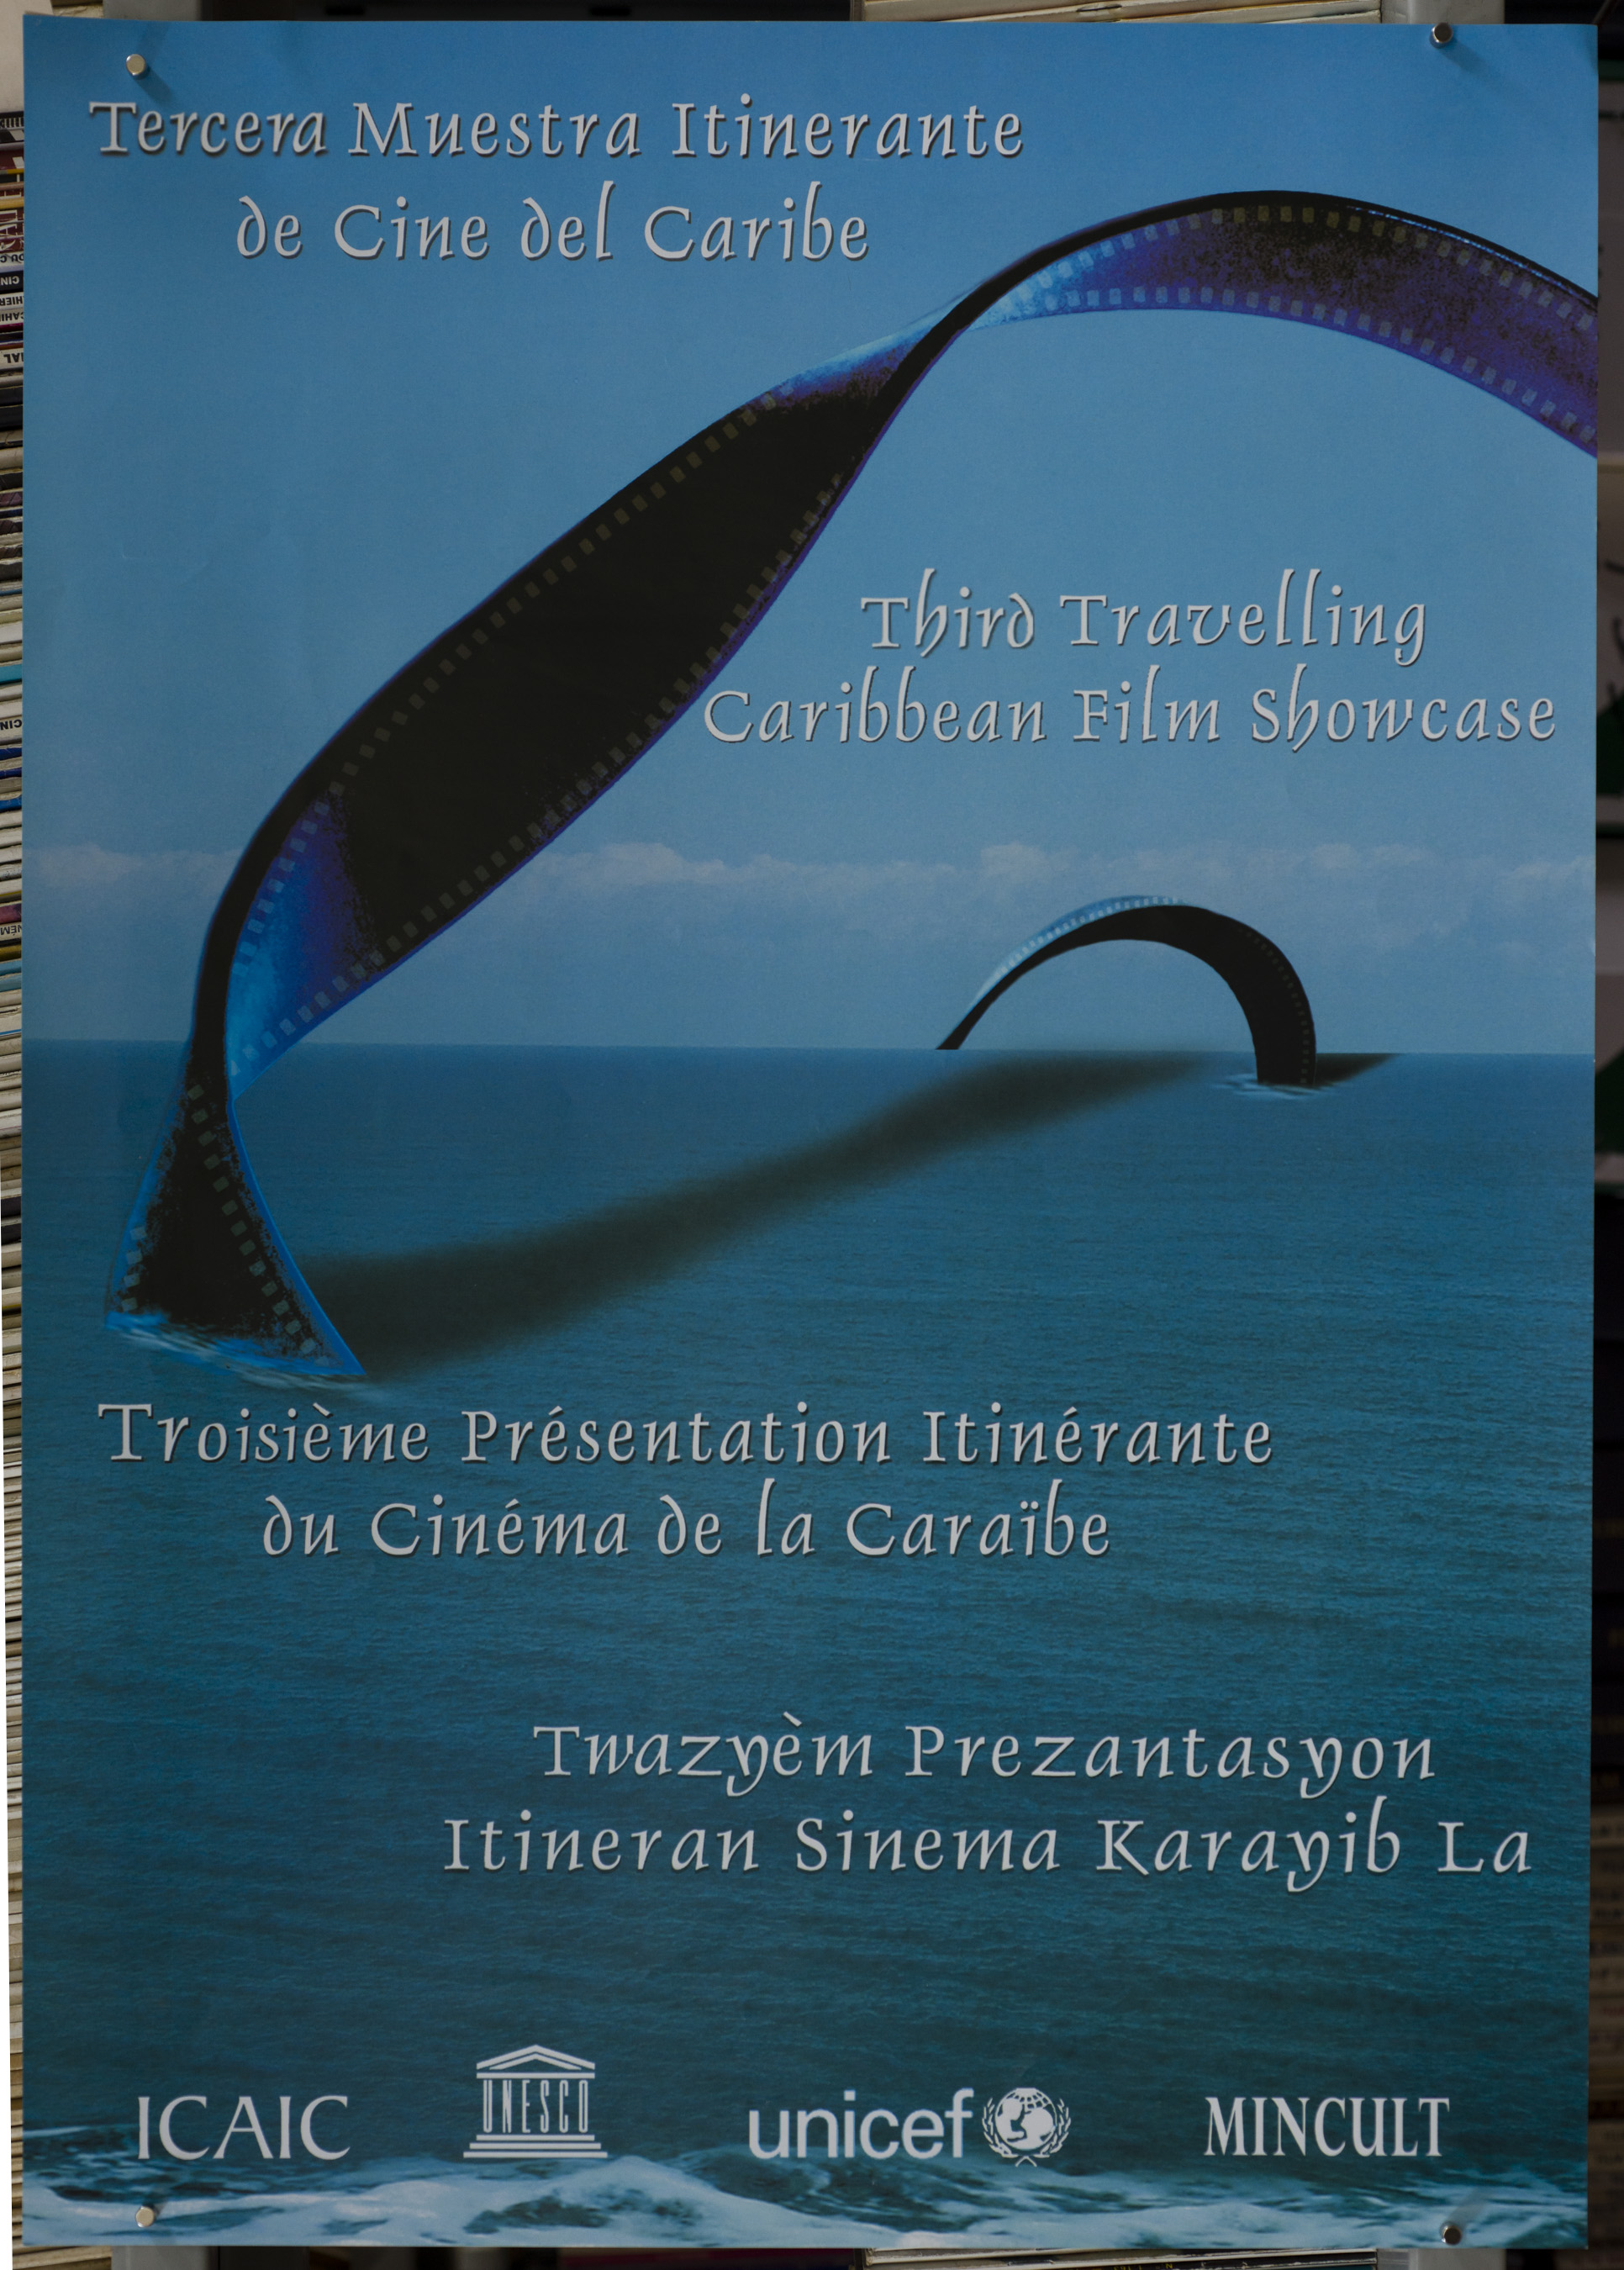 Tercera Muestra Itinerante
de Cine del Caribe
Third Travelling
Caribbean Film Showcase
Troisième Présentation Itinérante
du Cinéma de la Caraïbe
Twazyèm Prezantasyon
Itineran Sinema Karayib La
ICAIC
UNESCO
unicef
MINCULT